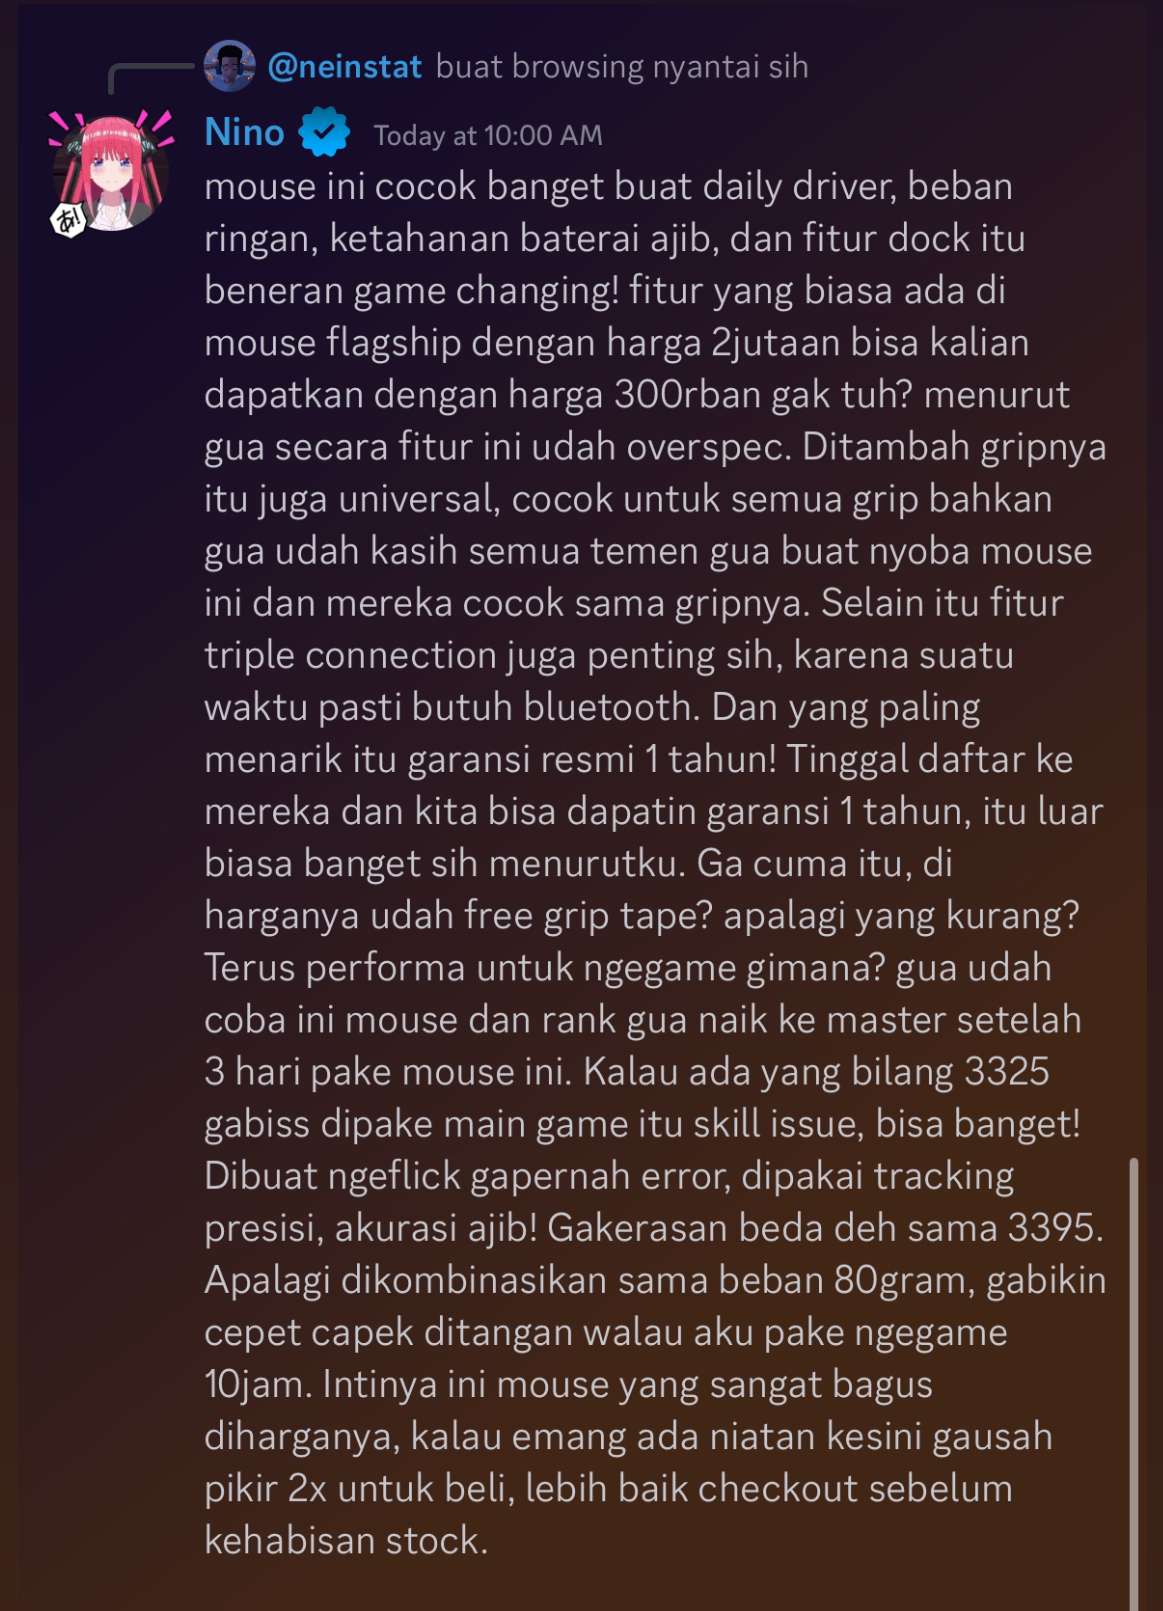 @neinstat buat browsing nyantai sih
Nino Today at 10:00 AM
あ!
mouse ini cocok banget buat daily driver, beban
ringan, ketahanan baterai ajib, dan fitur dock itu
beneran game changing! fitur yang biasa ada di
mouse flagship dengan harga 2jutaan bisa kalian
dapatkan dengan harga 300rban gak tuh? menurut
gua secara fitur ini udah overspec. Ditambah gripnya
itu juga universal, cocok untuk semua grip bahkan
gua udah kasih semua temen gua buat nyoba mouse
ini dan mereka cocok sama gripnya. Selain itu fitur
triple connection juga penting sih, karena suatu
waktu pasti butuh bluetooth. Dan yang paling
menarik itu garansi resmi 1 tahun! Tinggal daftar ke
mereka dan kita bisa dapatin garansi 1 tahun, itu luar
biasa banget sih menurutku. Ga cuma itu, di
harganya udah free grip tape? apalagi yang kurang?
Terus performa untuk ngegame gimana? gua udah
coba ini mouse dan rank gua naik ke master setelah
3 hari pake mouse ini. Kalau ada yang bilang 3325
gabiss dipake main game itu skill issue, bisa banget!
Dibuat ngeflick gapernah error, dipakai tracking
presisi, akurasi ajib! Gakerasan beda deh sama 3395.
Apalagi dikombinasikan sama beban 80gram, gabikin
cepet capek ditangan walau aku pake ngegame
10jam. Intinya ini mouse yang sangat bagus
diharganya, kalau emang ada niatan kesini gausah
pikir 2x untuk beli, lebih baik checkout sebelum
kehabisan stock.